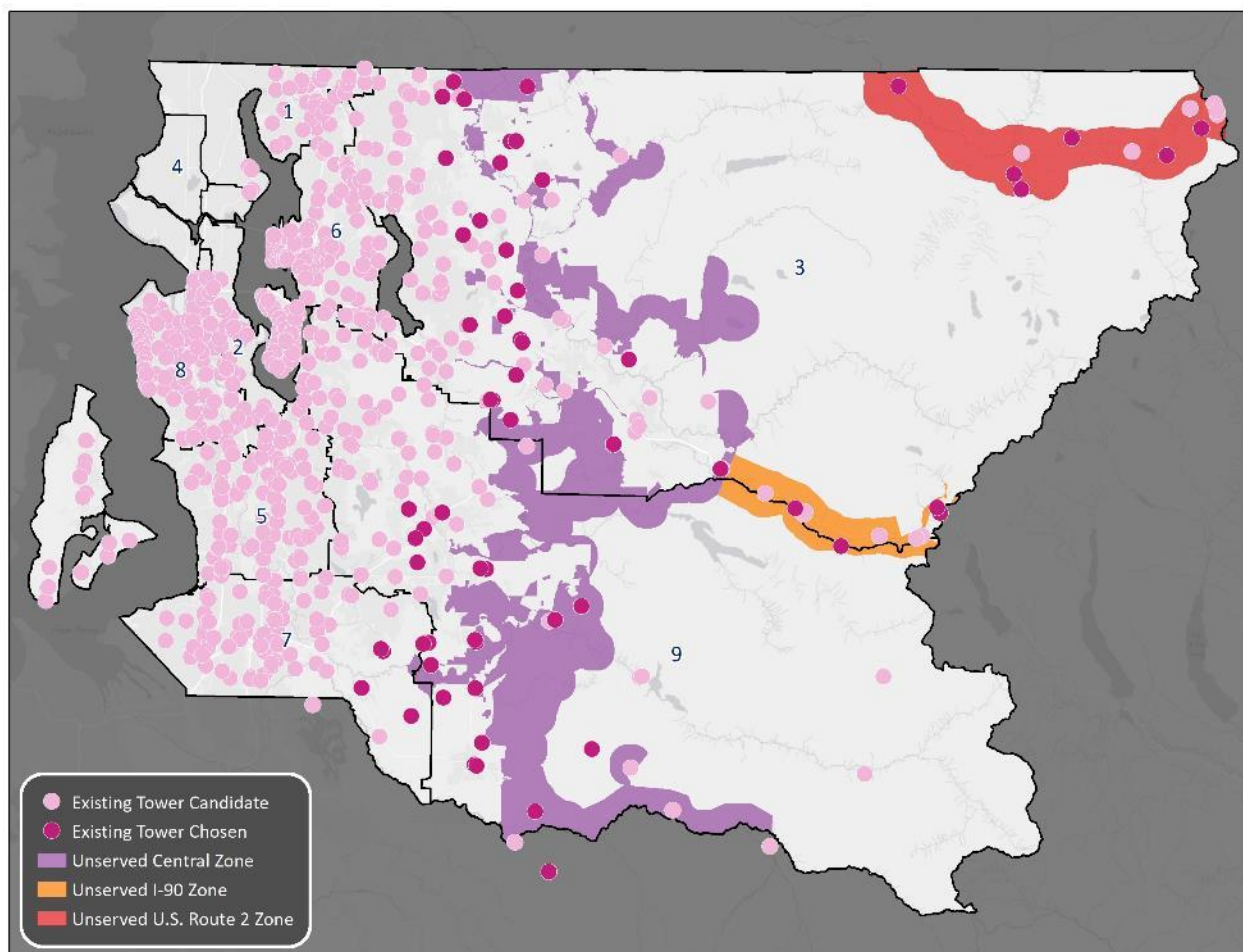 1
4
6
3
2
8
5
7
9
Existing Tower Candidate
Existing Tower Chosen
Unserved Central Zone
Unserved I-90 Zone
Unserved U.S. Route 2 Zone